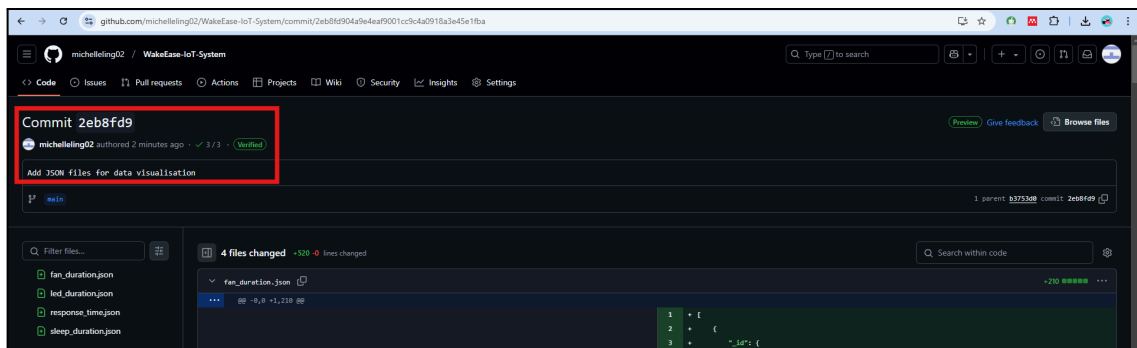 github.com/michelleling02/WakeEase-IoT-System/commit/2eb8fd904a9e4eaf9001cc9c4a0918a3e45e1fba
michelleling02 / WakeEase-IoT-System
Type / to search
Code Issues Pull requests Actions Projects Wiki Security Insights Settings
Commit 2eb8fd9
Preview Give feedback Browse files
michelleling02 authored 2 minutes ago · 3 / 3 · Verified
Add JSON files for data visualisation
main
1 parent b3753d0 commit 2eb8fd9
Filter files...
4 files changed +520 -0 lines changed
Search within code
fan_duration.json
led_duration.json
response_time.json
sleep_duration.json
fan_duration.json
+210
@@ -0,0 +1,210 @@
1 + [
2 + {
3 + "_id": {